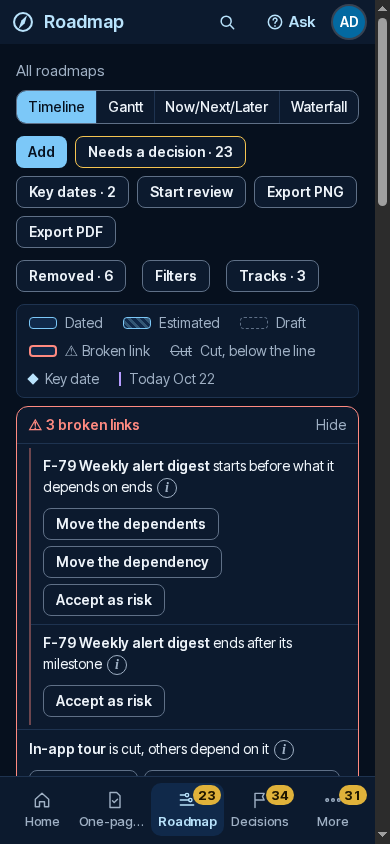 Roadmap
Ask
AD
All roadmaps
Timeline
Gantt
Now/Next/Later
Waterfall
Add
Needs a decision · 23
Key dates · 2
Start review
Export PNG
Export PDF
Removed · 6
Filters
Tracks · 3
Dated
Estimated
Draft
⚠ Broken link
Cut
Cut, below the line
Key date
Today Oct 22
⚠ 3 broken links
Hide
F-79 Weekly alert digest starts before what it
depends on ends i
Move the dependents
Move the dependency
Accept as risk
F-79 Weekly alert digest ends after its
milestone i
Accept as risk
In-app tour is cut, others depend on it i
23
34
31
Home
One-pag…
Roadmap
Decisions
More